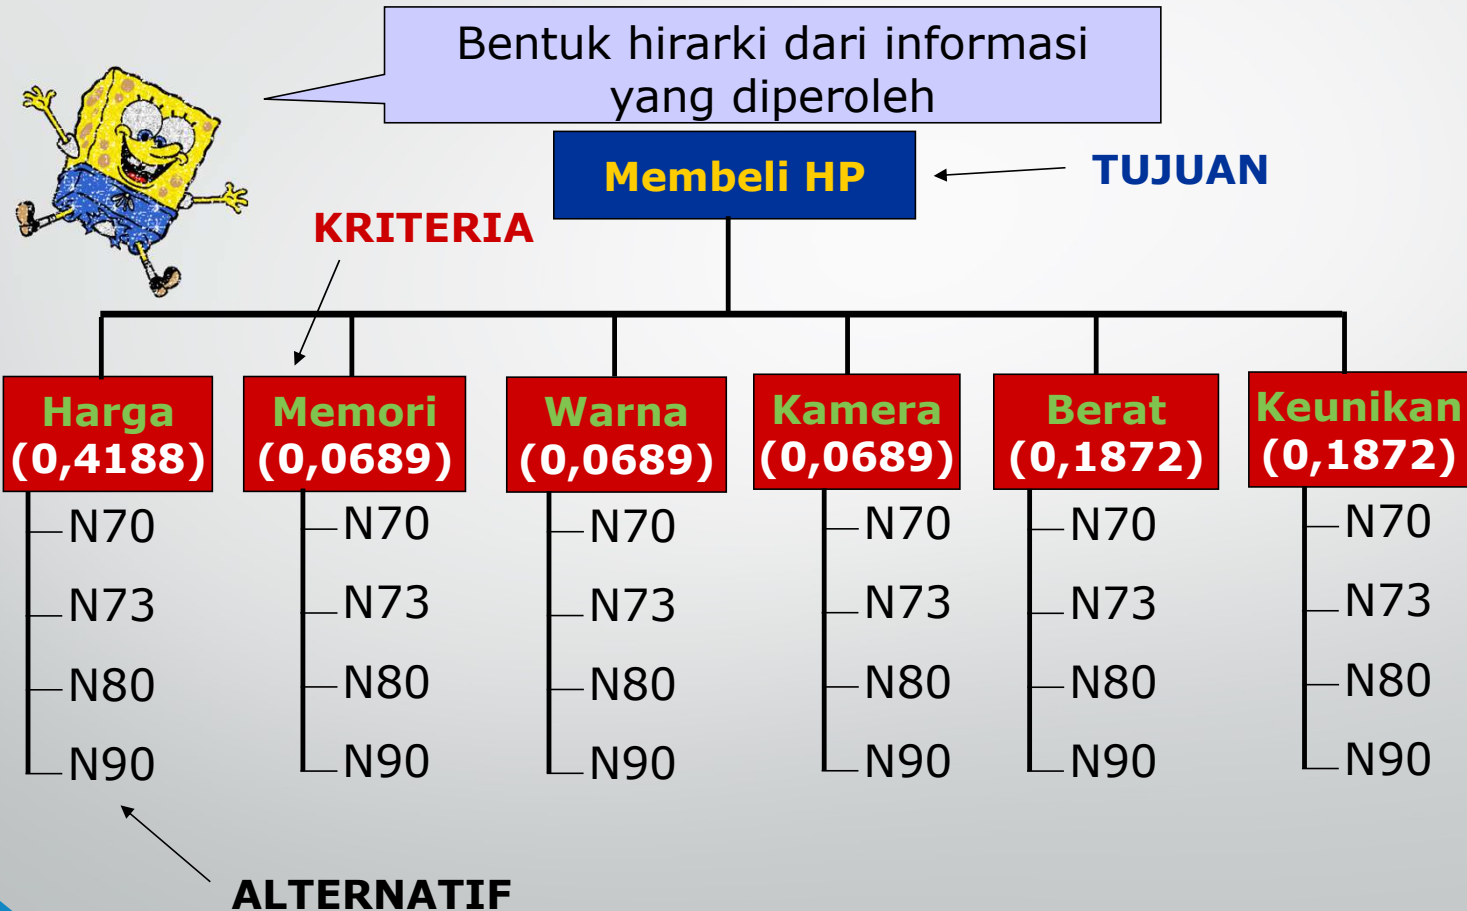 Bentuk hirarki dari informasi
yang diperoleh
Membeli HP
TUJUAN
KRITERIA
Harga
(0,4188)
Memori
(0,0689)
Warna
(0,0689)
Kamera
(0,0689)
Berat
(0,1872)
Keunikan
(0,1872)
N70
N73
N80
N90
N70
N73
N80
N90
N70
N73
N80
N90
N70
N73
N80
N90
N70
N73
N80
N90
N70
N73
N80
N90
ALTERNATIF